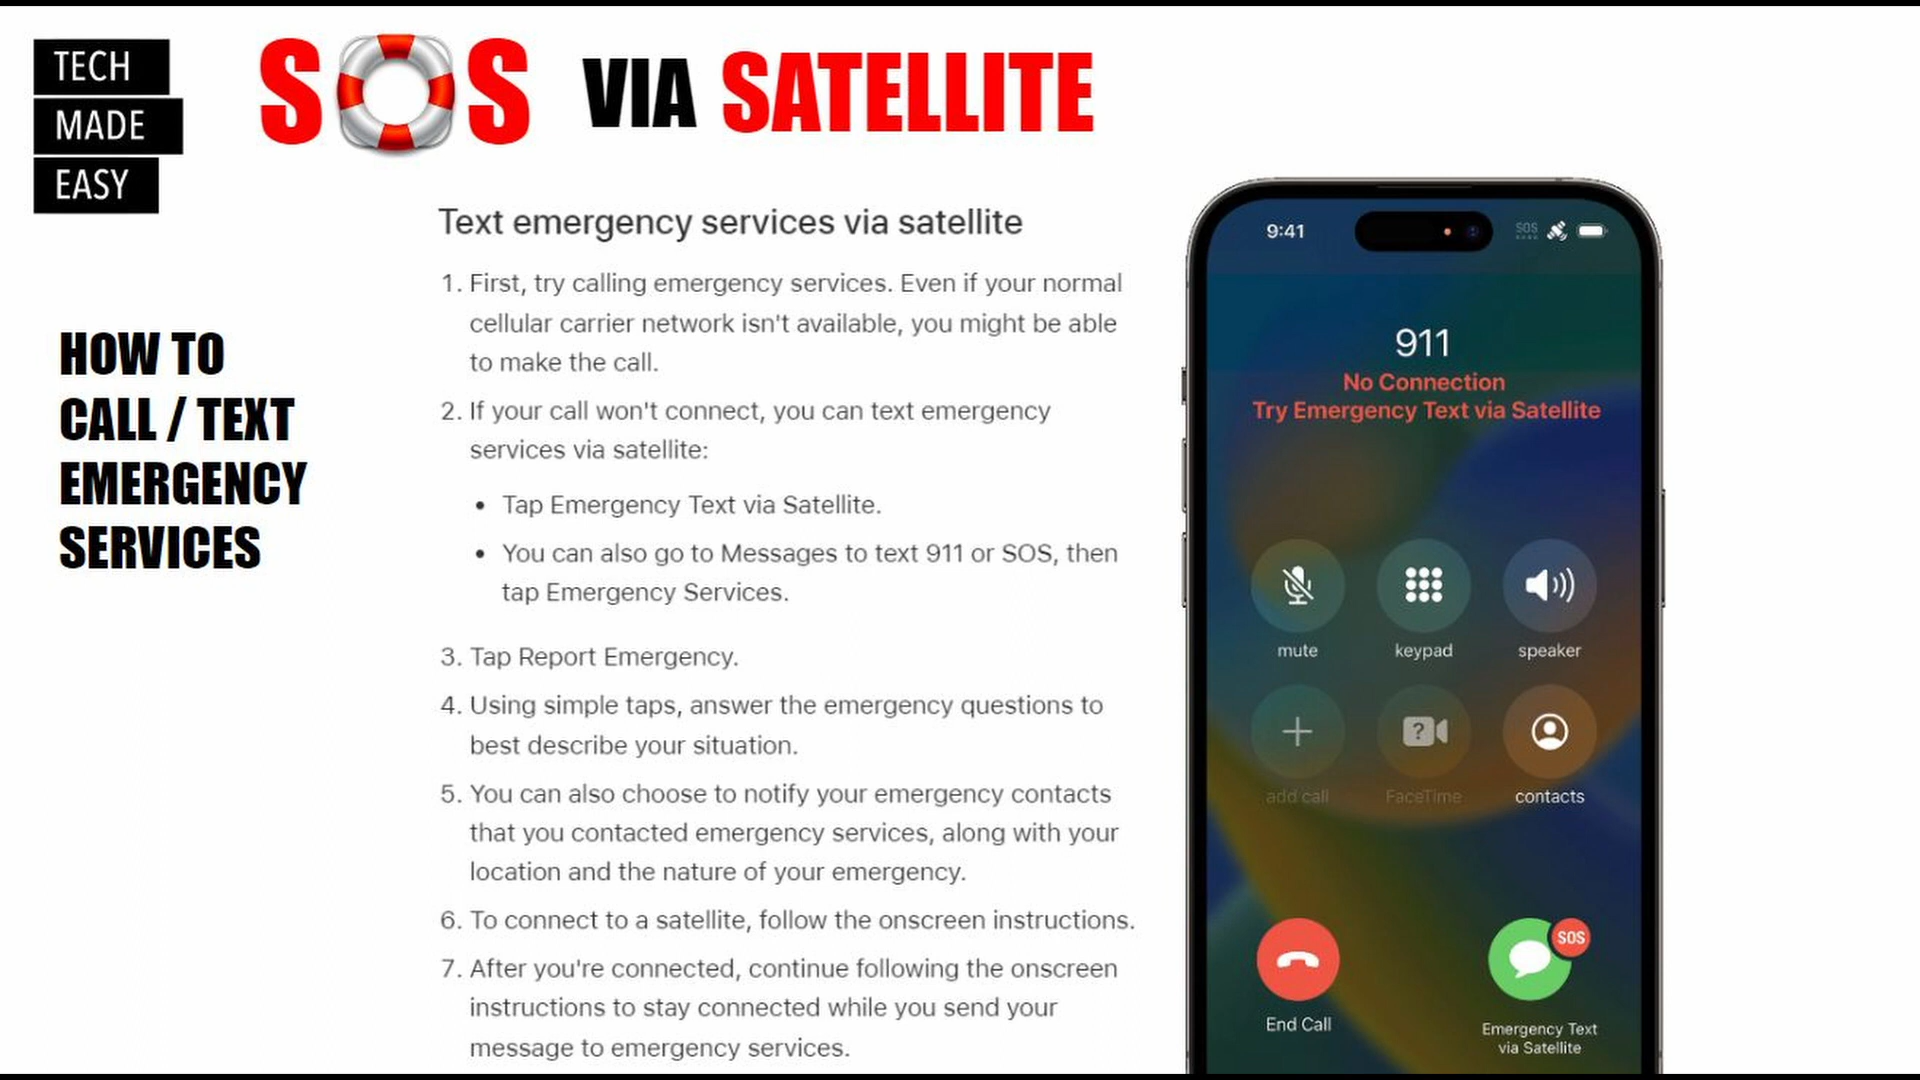 TECH
MADE
EASY
SOS VIA SATELLITE
HOW TO
CALL / TEXT
EMERGENCY
SERVICES
Text emergency services via satellite
1. First, try calling emergency services. Even if your normal
cellular carrier network isn't available, you might be able
to make the call.
2. If your call won't connect, you can text emergency
services via satellite:
• Tap Emergency Text via Satellite.
• You can also go to Messages to text 911 or SOS, then
tap Emergency Services.
3. Tap Report Emergency.
4. Using simple taps, answer the emergency questions to
best describe your situation.
5. You can also choose to notify your emergency contacts
that you contacted emergency services, along with your
location and the nature of your emergency.
6. To connect to a satellite, follow the onscreen instructions.
7. After you're connected, continue following the onscreen
instructions to stay connected while you send your
message to emergency services.
9:41 SOS
911
No Connection
Try Emergency Text via Satellite
mute keypad speaker
add call FaceTime contacts
SOS
End Call Emergency Text
via Satellite